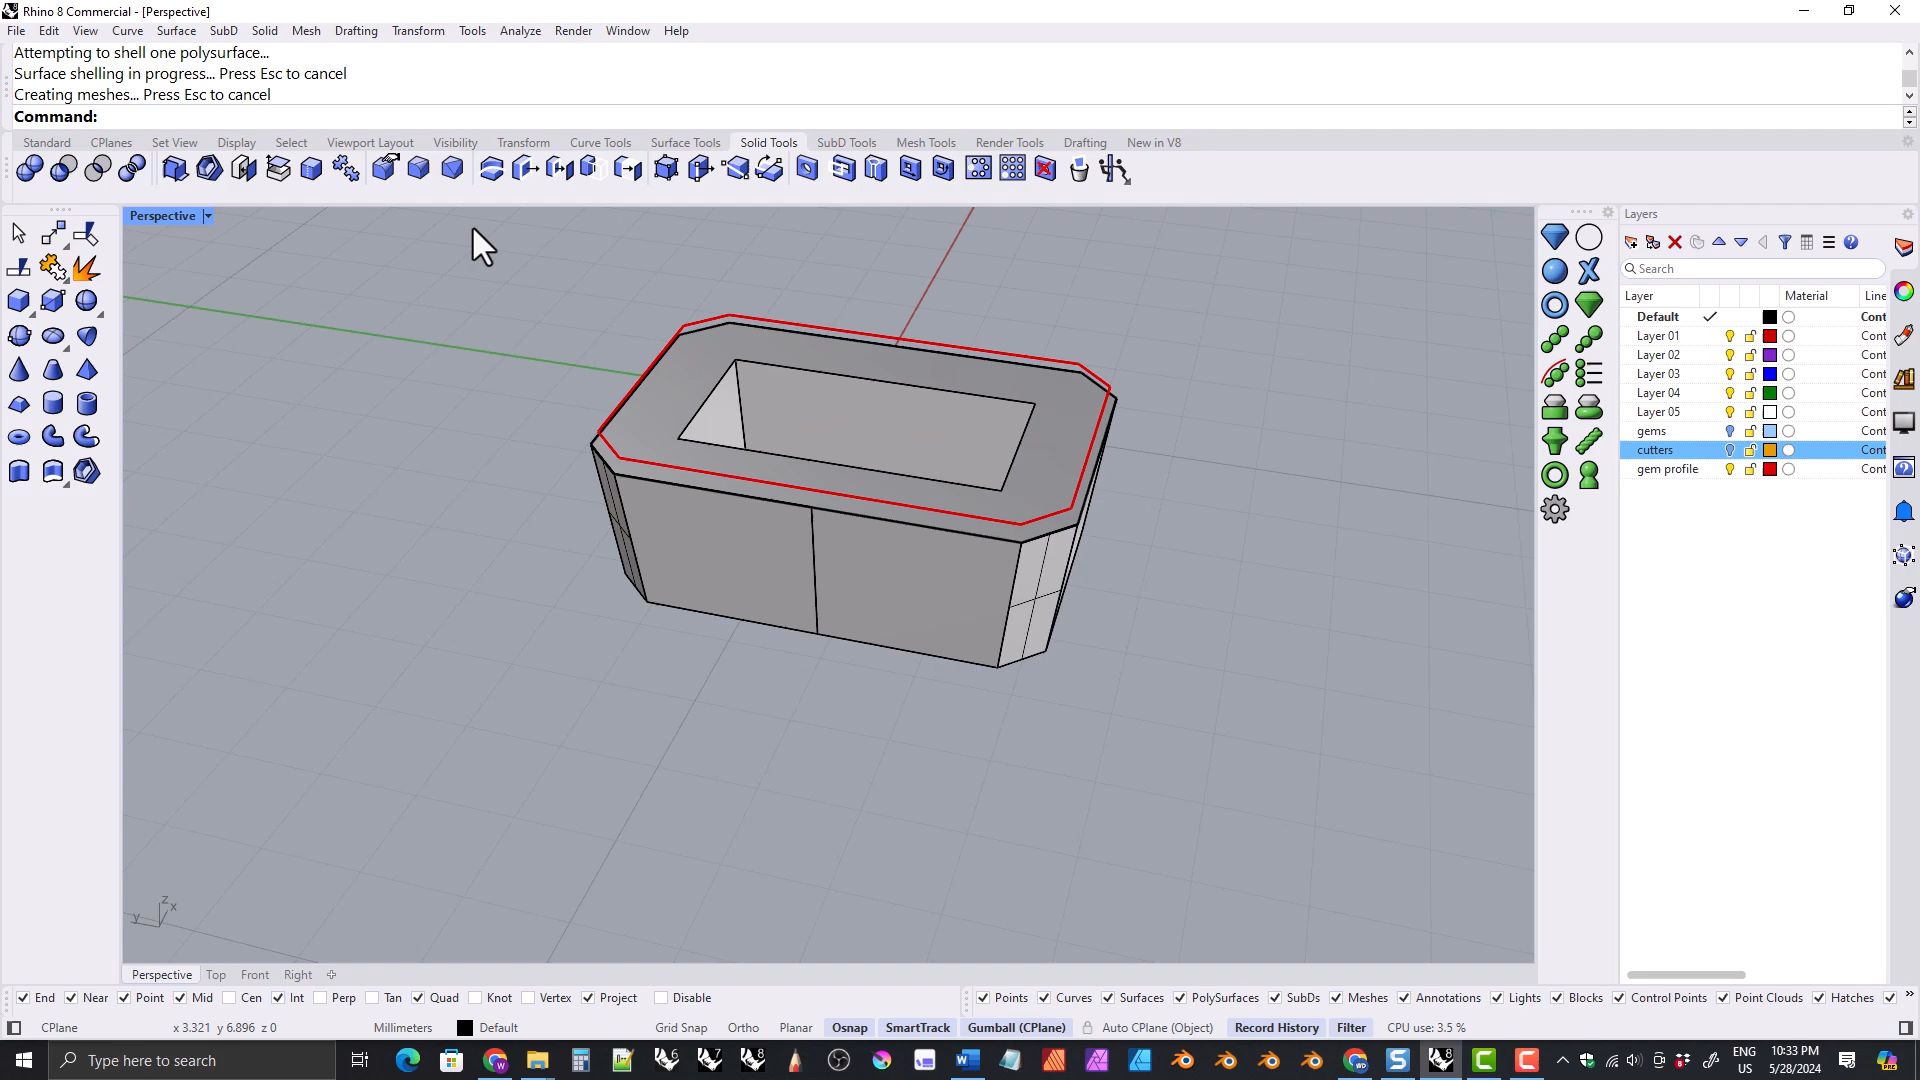 Rhino 8 Commercial - [Perspective]
File Edit View Curve Surface SubD Solid Mesh Drafting Transform Tools Analyze Render Window Help
Attempting to shell one polysurface...
Surface shelling in progress... Press Esc to cancel
Creating meshes... Press Esc to cancel
Command:
Standard CPlanes Set View Display Select Viewport Layout Visibility Transform Curve Tools Surface Tools Solid Tools SubD Tools Mesh Tools Render Tools Drafting New in V8
Perspective
Layers
Search
Layer Material Line
Default Cont
Layer 01 Cont
Layer 02 Cont
Layer 03 Cont
Layer 04 Cont
Layer 05 Cont
gems Cont
cutters Cont
gem profile Cont
z
x
y
Perspective Top Front Right
End Near Point Mid Cen Int Perp Tan Quad Knot Vertex Project Disable
Points Curves Surfaces PolySurfaces SubDs Meshes Annotations Lights Blocks Control Points Point Clouds Hatches
CPlane x 3.321 y 6.896 z 0 Millimeters Default Grid Snap Ortho Planar Osnap SmartTrack Gumball (CPlane) Auto CPlane (Object) Record History Filter CPU use: 3.5 %
Type here to search
6 7 8
8
ENG
US
10:33 PM
5/28/2024